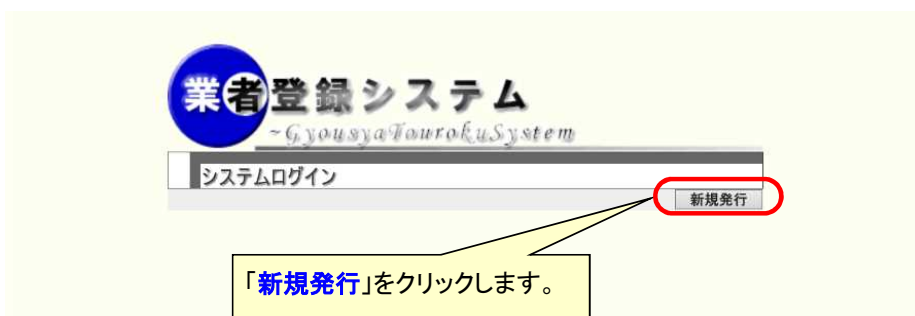 業者登録システム
~GyousyaTourokuSystem
システムログイン
新規発行
「新規発行」をクリックします。